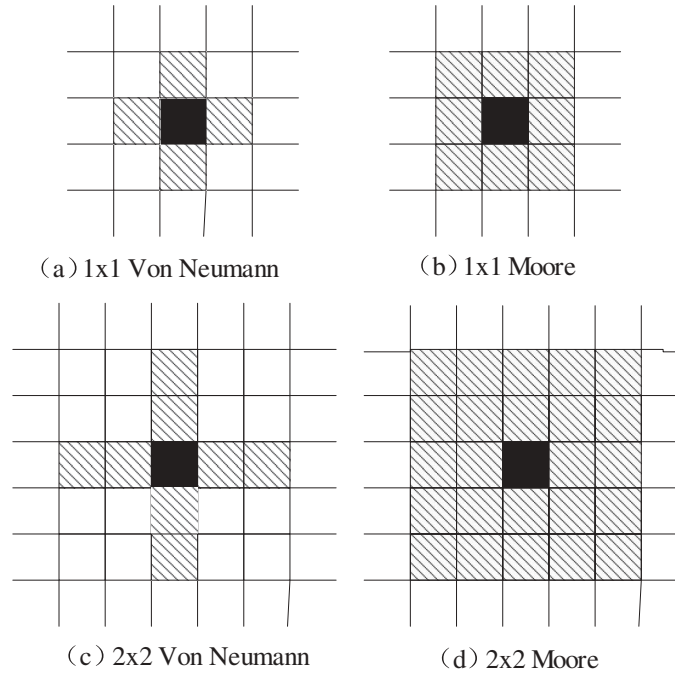 （a）1x1 Von Neumann
（b）1x1 Moore
（c）2x2 Von Neumann
（d）2x2 Moore